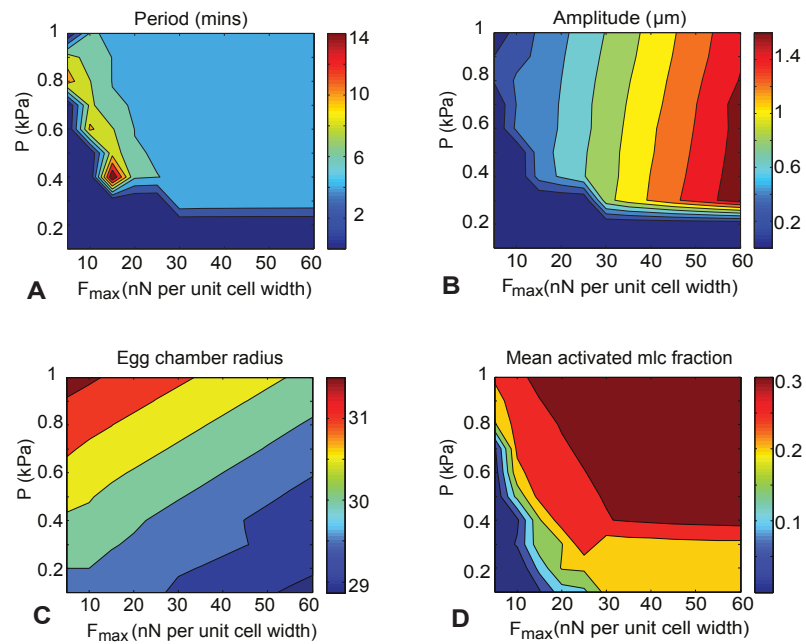 Period (mins)
1
0.8
0.6
0.4
0.2
P (kPa)
10 20 30 40 50 60
F_max (nN per unit cell width)
14
10
6
2
A
Amplitude (µm)
1
0.8
0.6
0.4
0.2
P (kPa)
10 20 30 40 50 60
F_max (nN per unit cell width)
1.4
1
0.6
0.2
B
Egg chamber radius
1
0.8
0.6
0.4
0.2
P (kPa)
10 20 30 40 50 60
F_max (nN per unit cell width)
31
30
29
C
Mean activated mlc fraction
1
0.8
0.6
0.4
0.2
P (kPa)
10 20 30 40 50 60
F_max (nN per unit cell width)
0.3
0.2
0.1
D